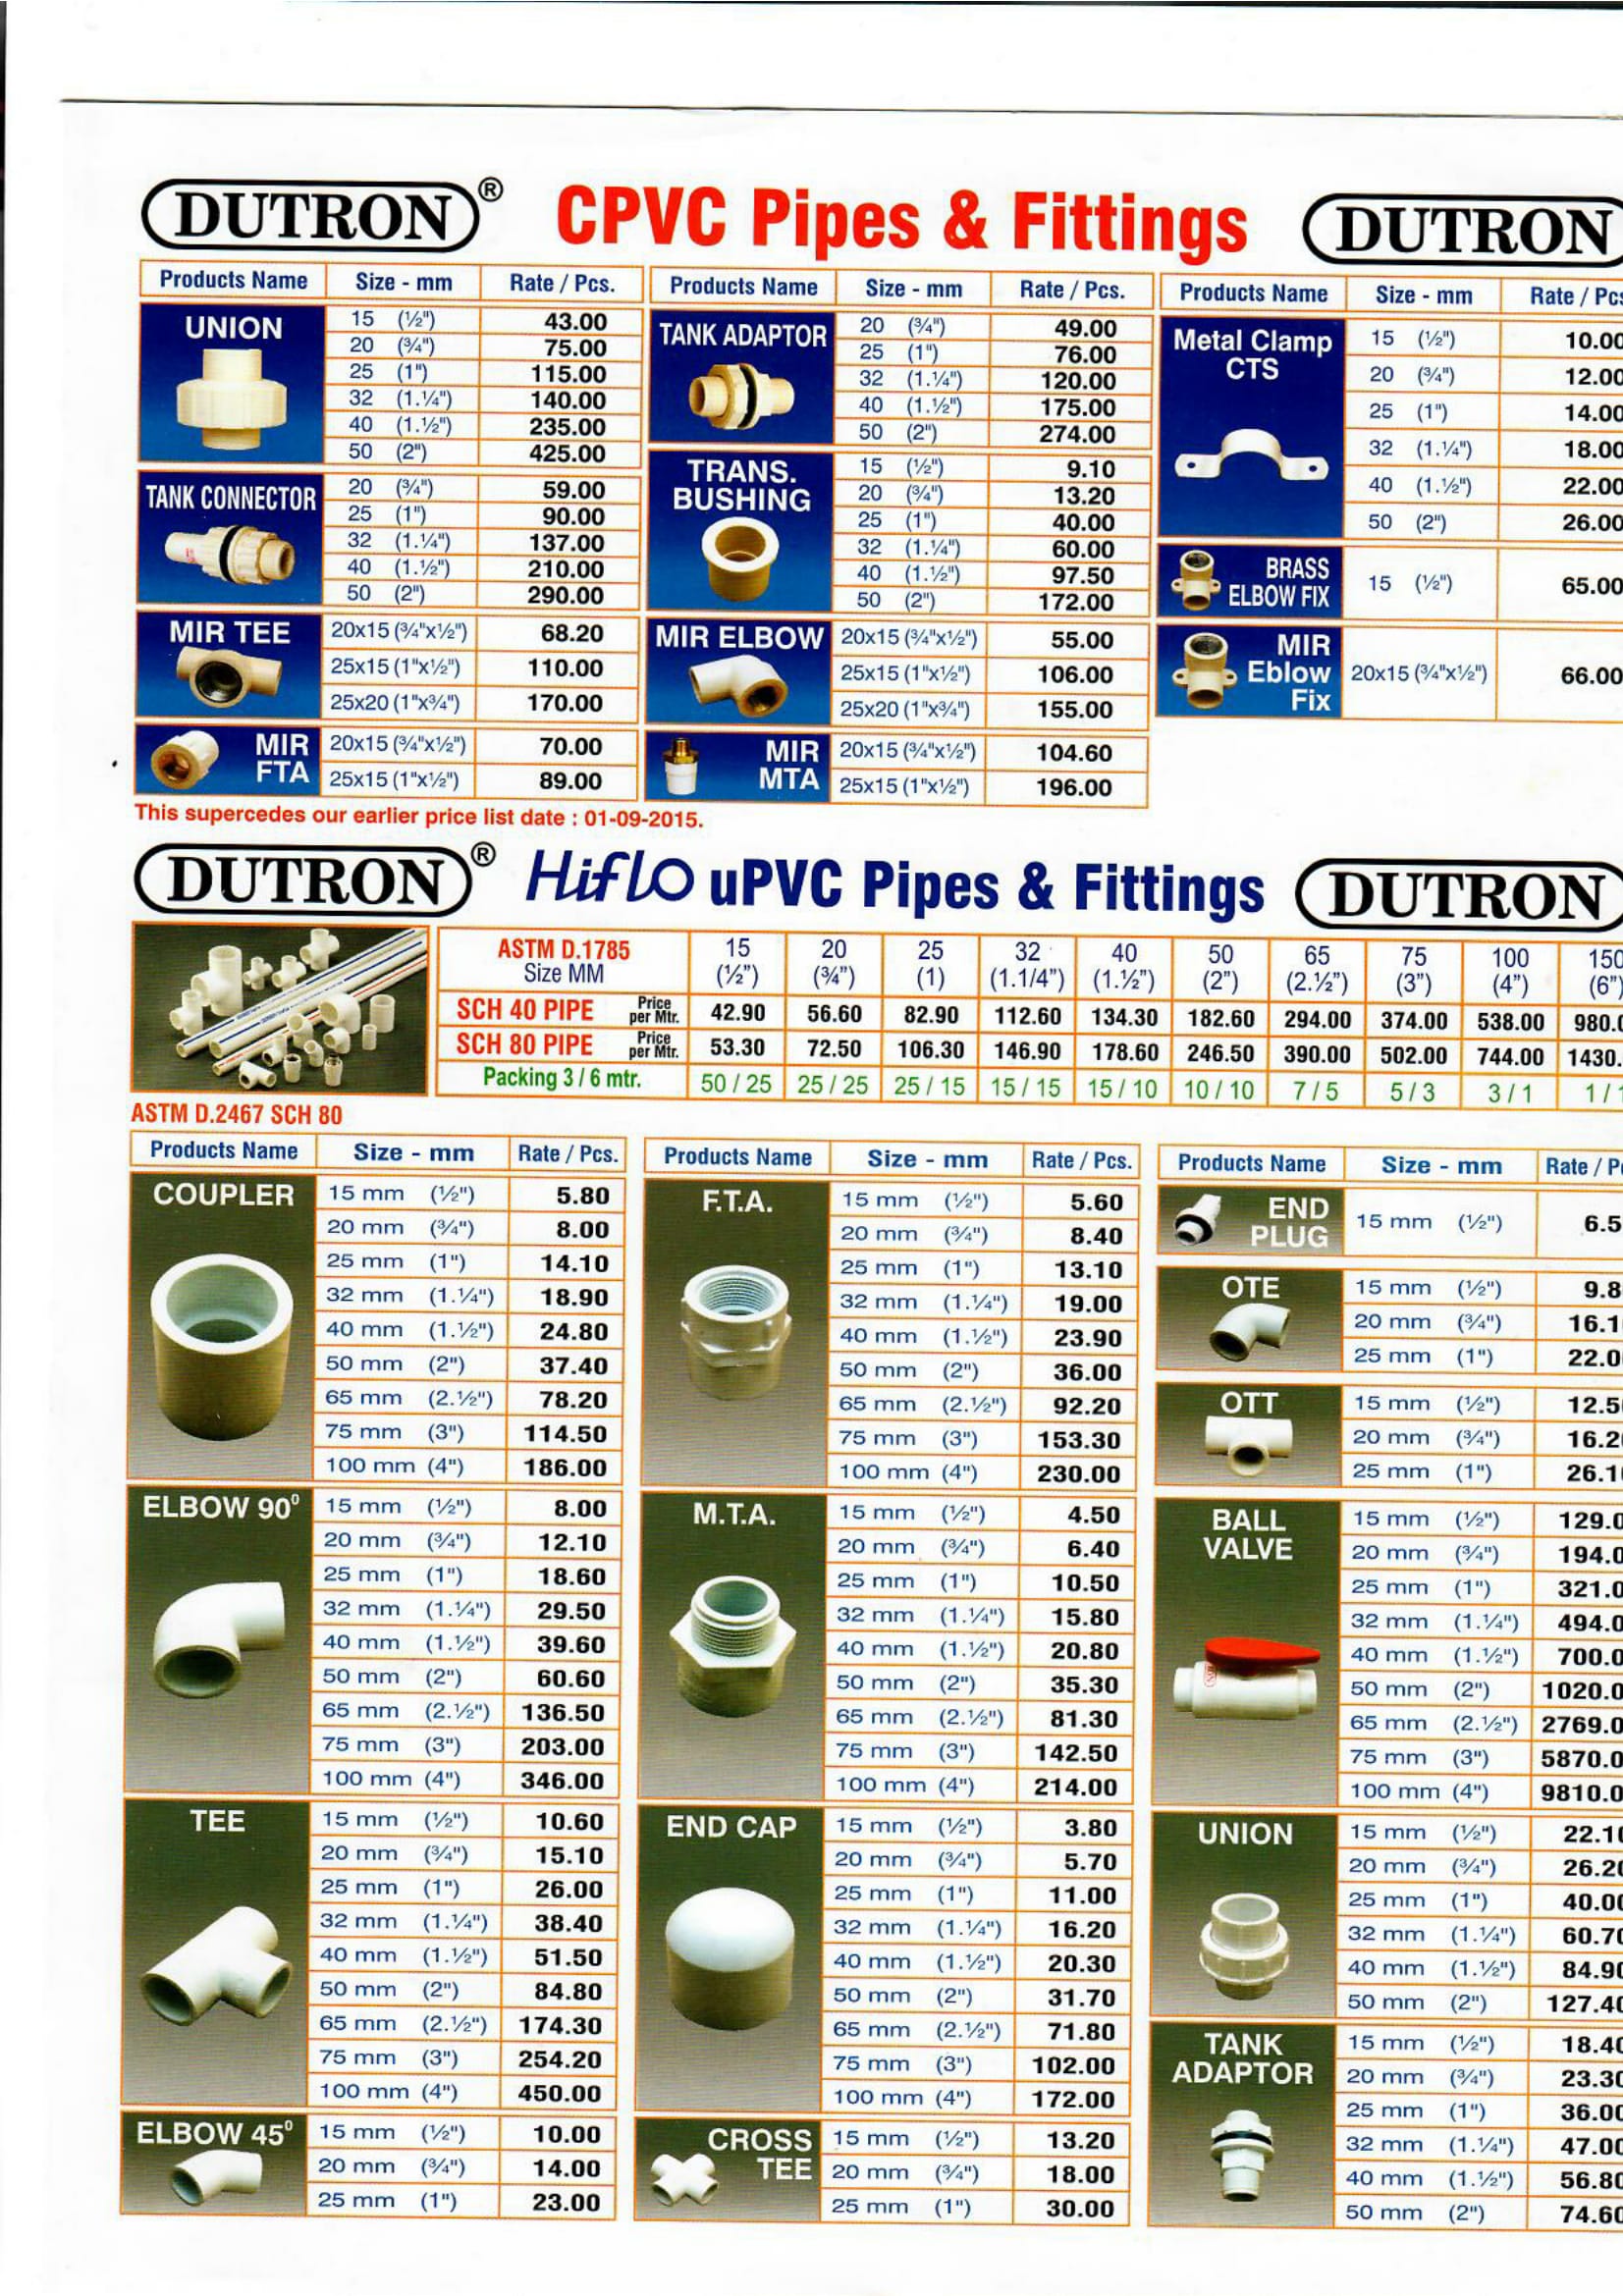 DUTRON® CPVC Pipes & Fittings DUTRON
Products Name Size - mm Rate / Pcs.
UNION
15 (½") 43.00
20 (¾") 75.00
25 (1") 115.00
32 (1.¼") 140.00
40 (1.½") 235.00
50 (2") 425.00
TANK CONNECTOR
20 (¾") 59.00
25 (1") 90.00
32 (1.¼") 137.00
40 (1.½") 210.00
50 (2") 290.00
MIR TEE
20x15 (¾"x½") 68.20
25x15 (1"x½") 110.00
25x20 (1"x¾") 170.00
MIR
FTA
20x15 (¾"x½") 70.00
25x15 (1"x½") 89.00
Products Name Size - mm Rate / Pcs.
TANK ADAPTOR
20 (¾") 49.00
25 (1") 76.00
32 (1.¼") 120.00
40 (1.½") 175.00
50 (2") 274.00
TRANS.
BUSHING
15 (½") 9.10
20 (¾") 13.20
25 (1") 40.00
32 (1.¼") 60.00
40 (1.½") 97.50
50 (2") 172.00
MIR ELBOW
20x15 (¾"x½") 55.00
25x15 (1"x½") 106.00
25x20 (1"x¾") 155.00
MIR
MTA
20x15 (¾"x½") 104.60
25x15 (1"x½") 196.00
Products Name Size - mm Rate / Pcs
Metal Clamp
CTS
15 (½") 10.00
20 (¾") 12.00
25 (1") 14.00
32 (1.¼") 18.00
40 (1.½") 22.00
50 (2") 26.00
BRASS
ELBOW FIX
15 (½") 65.00
MIR
Eblow
Fix
20x15 (¾"x½") 66.00
This supercedes our earlier price list date : 01-09-2015.
DUTRON® Hiflo uPVC Pipes & Fittings DUTRON
ASTM D.1785 15 20 25 32 40 50 65 75 100 150
Size MM (½") (¾") (1) (1.1/4") (1.½") (2") (2.½") (3") (4") (6")
SCH 40 PIPE Price per Mtr. 42.90 56.60 82.90 112.60 134.30 182.60 294.00 374.00 538.00 980.0
SCH 80 PIPE Price per Mtr. 53.30 72.50 106.30 146.90 178.60 246.50 390.00 502.00 744.00 1430.
Packing 3 / 6 mtr. 50 / 25 25 / 25 25 / 15 15 / 15 15 / 10 10 / 10 7 / 5 5 / 3 3 / 1 1 / 1
ASTM D.2467 SCH 80
Products Name Size - mm Rate / Pcs.
COUPLER
15 mm (½") 5.80
20 mm (¾") 8.00
25 mm (1") 14.10
32 mm (1.¼") 18.90
40 mm (1.½") 24.80
50 mm (2") 37.40
65 mm (2.½") 78.20
75 mm (3") 114.50
100 mm (4") 186.00
ELBOW 90⁰
15 mm (½") 8.00
20 mm (¾") 12.10
25 mm (1") 18.60
32 mm (1.¼") 29.50
40 mm (1.½") 39.60
50 mm (2") 60.60
65 mm (2.½") 136.50
75 mm (3") 203.00
100 mm (4") 346.00
TEE
15 mm (½") 10.60
20 mm (¾") 15.10
25 mm (1") 26.00
32 mm (1.¼") 38.40
40 mm (1.½") 51.50
50 mm (2") 84.80
65 mm (2.½") 174.30
75 mm (3") 254.20
100 mm (4") 450.00
ELBOW 45⁰
15 mm (½") 10.00
20 mm (¾") 14.00
25 mm (1") 23.00
Products Name Size - mm Rate / Pcs.
F.T.A.
15 mm (½") 5.60
20 mm (¾") 8.40
25 mm (1") 13.10
32 mm (1.¼") 19.00
40 mm (1.½") 23.90
50 mm (2") 36.00
65 mm (2.½") 92.20
75 mm (3") 153.30
100 mm (4") 230.00
M.T.A.
15 mm (½") 4.50
20 mm (¾") 6.40
25 mm (1") 10.50
32 mm (1.¼") 15.80
40 mm (1.½") 20.80
50 mm (2") 35.30
65 mm (2.½") 81.30
75 mm (3") 142.50
100 mm (4") 214.00
END CAP
15 mm (½") 3.80
20 mm (¾") 5.70
25 mm (1") 11.00
32 mm (1.¼") 16.20
40 mm (1.½") 20.30
50 mm (2") 31.70
65 mm (2.½") 71.80
75 mm (3") 102.00
100 mm (4") 172.00
CROSS
TEE
15 mm (½") 13.20
20 mm (¾") 18.00
25 mm (1") 30.00
Products Name Size - mm Rate / P
END
PLUG
15 mm (½") 6.5
OTE
15 mm (½") 9.8
20 mm (¾") 16.1
25 mm (1") 22.0
OTT
15 mm (½") 12.5
20 mm (¾") 16.2
25 mm (1") 26.1
BALL
VALVE
15 mm (½") 129.0
20 mm (¾") 194.0
25 mm (1") 321.0
32 mm (1.¼") 494.0
40 mm (1.½") 700.0
50 mm (2") 1020.0
65 mm (2.½") 2769.0
75 mm (3") 5870.0
100 mm (4") 9810.0
UNION
15 mm (½") 22.10
20 mm (¾") 26.20
25 mm (1") 40.00
32 mm (1.¼") 60.70
40 mm (1.½") 84.90
50 mm (2") 127.40
TANK
ADAPTOR
15 mm (½") 18.40
20 mm (¾") 23.30
25 mm (1") 36.00
32 mm (1.¼") 47.00
40 mm (1.½") 56.80
50 mm (2") 74.60